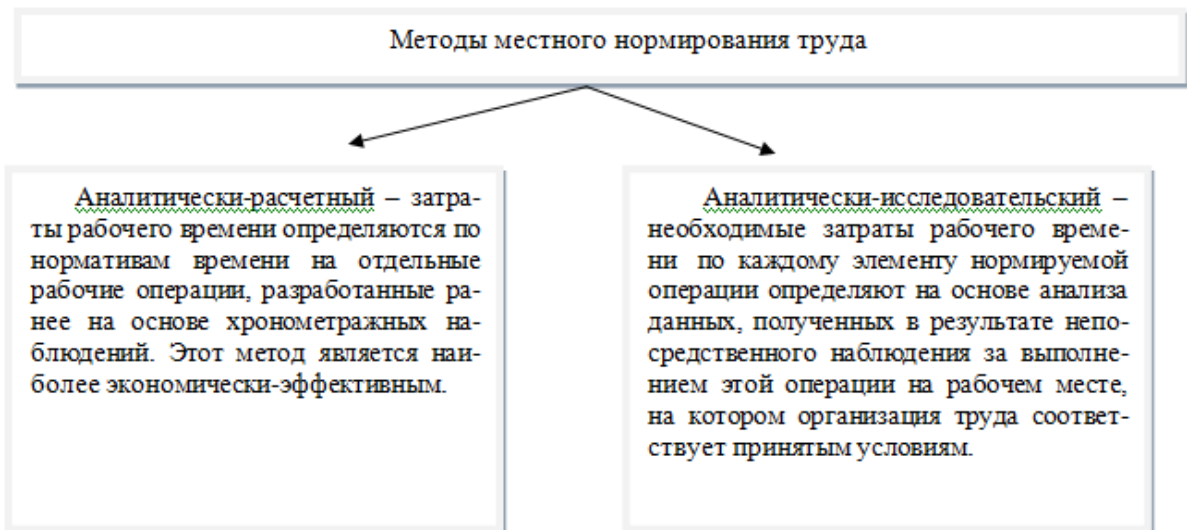 Методы местного нормирования труда
Аналитически-расчетный – затра-
ты рабочего времени определяются по
нормативам времени на отдельные
рабочие операции, разработанные ра-
нее на основе хронометражных на-
блюдений. Этот метод является наи-
более экономически-эффективным.
Аналитически-исследовательский –
необходимые затраты рабочего време-
ни по каждому элементу нормируемой
операции определяют на основе анализа
данных, полученных в результате непо-
средственного наблюдения за выполне-
нием этой операции на рабочем месте,
на котором организация труда соответ-
ствует принятым условиям.